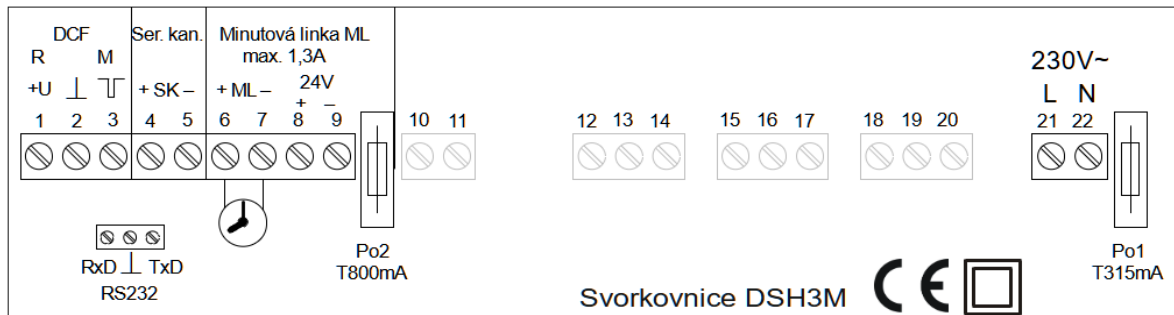 DCF
R M
+U ⊥
1 2 3
Ser. kan.
+ SK –
4 5
Minutová linka ML
max. 1,3A
+ ML –
24V
+ –
6 7 8 9
10 11
12 13 14
15 16 17
18 19 20
230V~
L N
21 22
RxD ⊥ TxD
RS232
Po2
T800mA
Po1
T315mA
Svorkovnice DSH3M CE